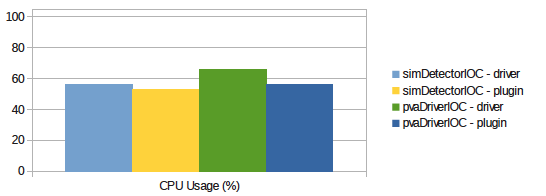 100
80
60
40
20
0
CPU Usage (%)
simDetectorIOC - driver
simDetectorIOC - plugin
pvaDriverIOC - driver
pvaDriverIOC - plugin